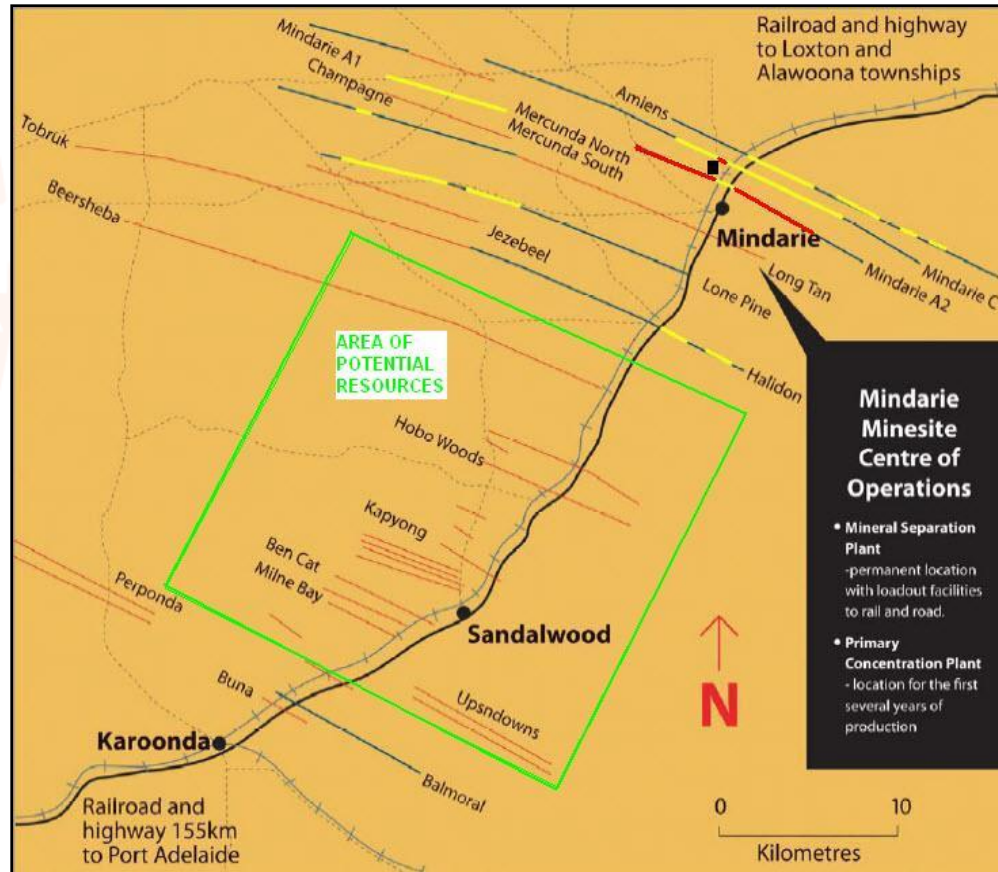 Railroad and highway
to Loxton and
Alawoona townships
Mindarie A1
Champagne
Amiens
Mercunda North
Mercunda South
Tobruk
Beersheba
Mindarie
Jezebeel
Long Tan
Mindarie C
Mindarie A2
Lone Pine
Halidon
AREA OF
POTENTIAL
RESOURCES
Hobo Woods
Kapyong
Ben Cat
Milne Bay
Perponda
Sandalwood
Buna
Upsndowns
Karoonda
Balmoral
Railroad and
highway 155km
to Port Adelaide
N
Mindarie
Minesite
Centre of
Operations
• Mineral Separation
Plant
-permanent location
with loadout facilities
to rail and road.
• Primary
Concentration Plant
- location for the first
several years of
production
0 10
Kilometres